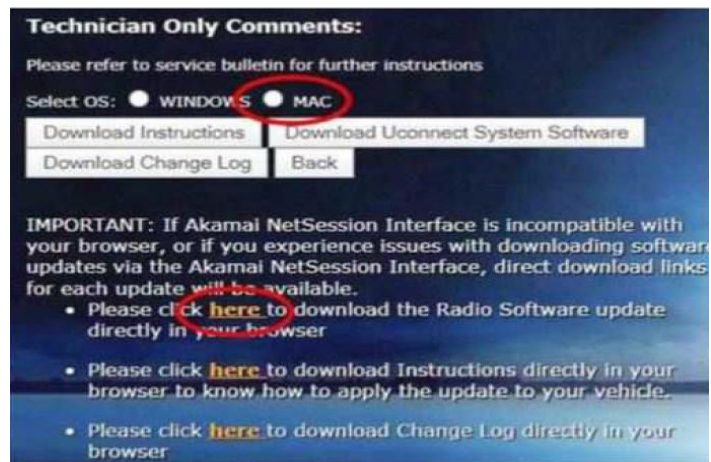 Technician Only Comments:
Please refer to service bulletin for further instructions
Select OS: WINDOWS MAC
Download Instructions Download Uconnect System Software
Download Change Log Back
IMPORTANT: If Akamai NetSession Interface is incompatible with
your browser, or if you experience issues with downloading software
updates via the Akamai NetSession Interface, direct download links
for each update will be available.
• Please click here to download the Radio Software update
directly in your browser
• Please click here to download Instructions directly in your
browser to know how to apply the update to your vehicle.
• Please click here to download Change Log directly in your
browser